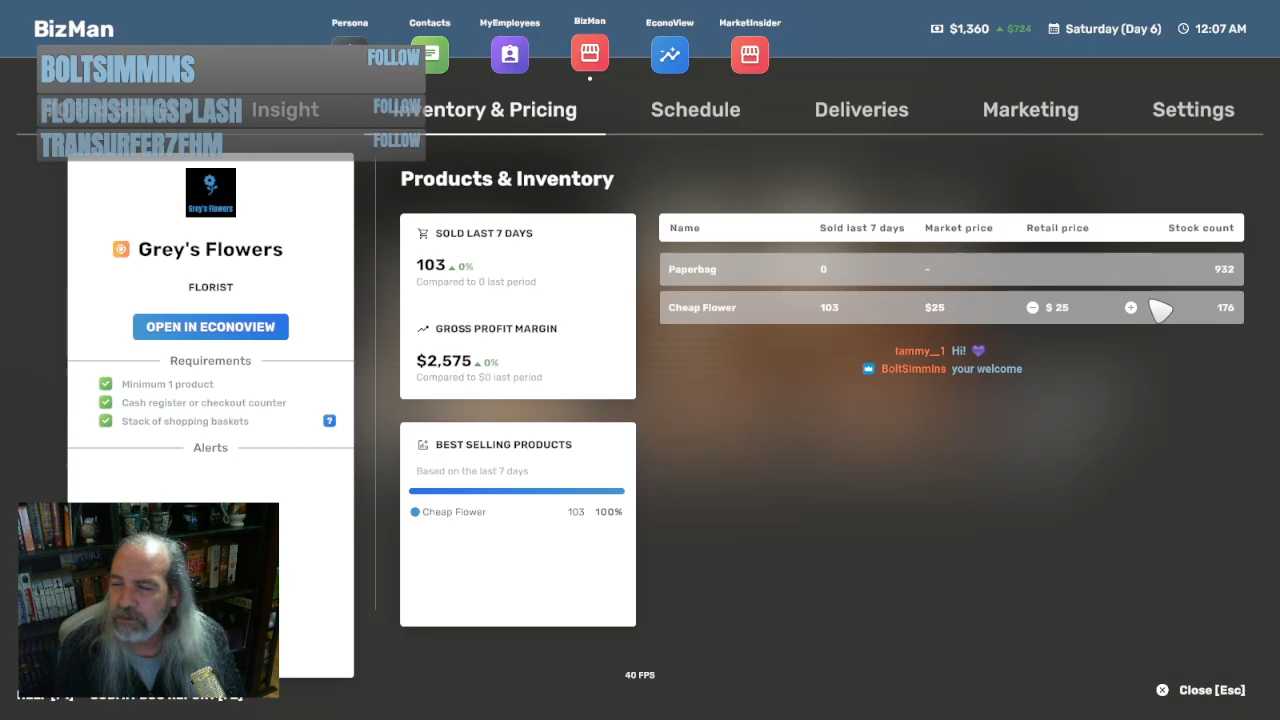 BizMan
Persona
Contacts
MyEmployees
BizMan
EconoView
MarketInsider
$1,360 ▲ $724
Saturday (Day 6)
12:07 AM
BOLTSIMMINS FOLLOW
FLOURISHINGSPLASH FOLLOW
TRANSURFER7FHM FOLLOW
Insight
Inventory & Pricing
Schedule
Deliveries
Marketing
Settings
Grey's Flowers
Grey's Flowers
FLORIST
OPEN IN ECONOVIEW
Requirements
Minimum 1 product
Cash register or checkout counter
Stack of shopping baskets ?
Alerts
Products & Inventory
SOLD LAST 7 DAYS
103 ▲ 0%
Compared to 0 last period
GROSS PROFIT MARGIN
$2,575 ▲ 0%
Compared to $0 last period
BEST SELLING PRODUCTS
Based on the last 7 days
Cheap Flower 103 100%
Name Sold last 7 days Market price Retail price Stock count
Paperbag 0 - 932
Cheap Flower 103 $25 $ 25 176
tammy__1 Hi! 💜
BoltSimmins your welcome
40 FPS
Close [Esc]